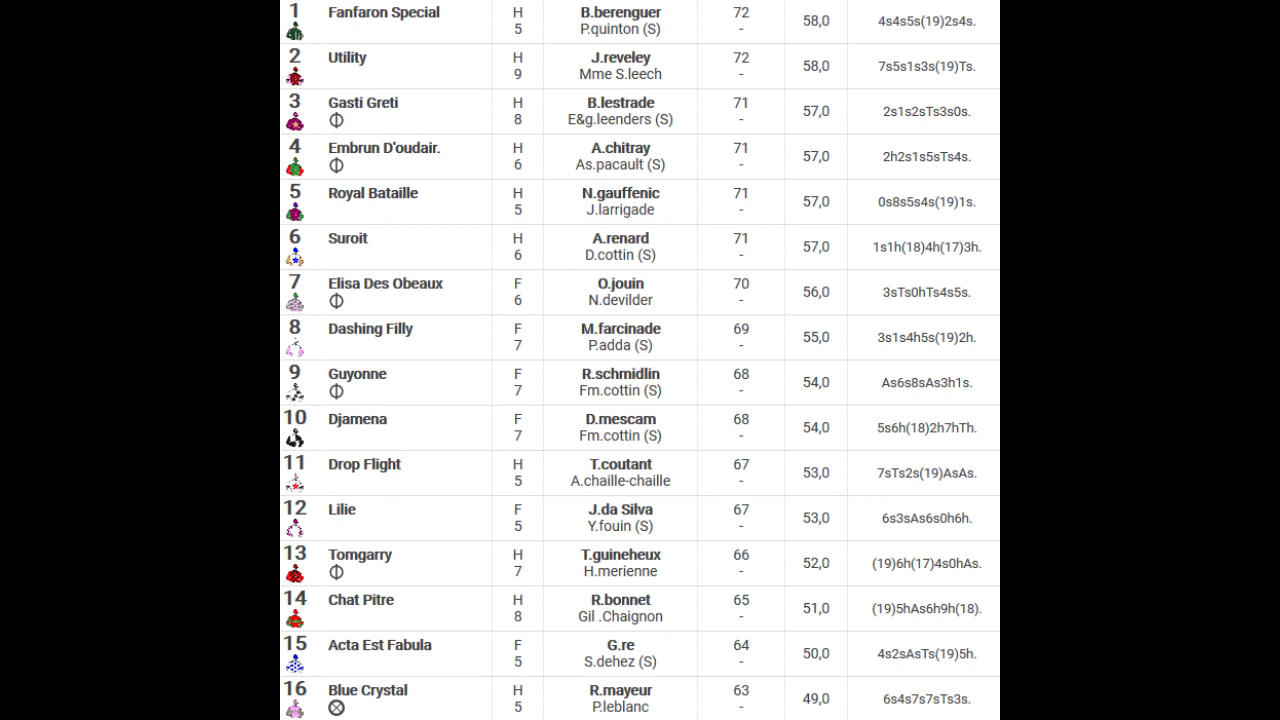 1 Fanfaron Special H B.berenguer 72 58,0 4s4s5s(19)2s4s.
5 P.quinton (S) -
2 Utility H J.reveley 72 58,0 7s5s1s3s(19)Ts.
9 Mme S.leech -
3 Gasti Greti H B.lestrade 71 57,0 2s1s2sTs3s0s.
8 E&g.leenders (S) -
4 Embrun D'oudair. H A.chitray 71 57,0 2h2s1s5sTs4s.
6 As.pacault (S) -
5 Royal Bataille H N.gauffenic 71 57,0 0s8s5s4s(19)1s.
5 J.larrigade -
6 Suroit H A.renard 71 57,0 1s1h(18)4h(17)3h.
6 D.cottin (S) -
7 Elisa Des Obeaux F O.jouin 70 56,0 3sTs0hTs4s5s.
6 N.devilder -
8 Dashing Filly F M.farcinade 69 55,0 3s1s4h5s(19)2h.
7 P.adda (S) -
9 Guyonne F R.schmidlin 68 54,0 As6s8sAs3h1s.
7 Fm.cottin (S) -
10 Djamena F D.mescam 68 54,0 5s6h(18)2h7hTh.
7 Fm.cottin (S) -
11 Drop Flight H T.coutant 67 53,0 7sTs2s(19)AsAs.
5 A.chaille-chaille -
12 Lilie F J.da Silva 67 53,0 6s3sAs6s0h6h.
5 Y.fouin (S) -
13 Tomgarry H T.guineheux 66 52,0 (19)6h(17)4s0hAs.
7 H.merienne -
14 Chat Pitre H R.bonnet 65 51,0 (19)5hAs6h9h(18).
8 Gil .Chaignon -
15 Acta Est Fabula F G.re 64 50,0 4s2sAsTs(19)5h.
5 S.dehez (S) -
16 Blue Crystal H R.mayeur 63 49,0 6s4s7s7sTs3s.
5 P.leblanc -